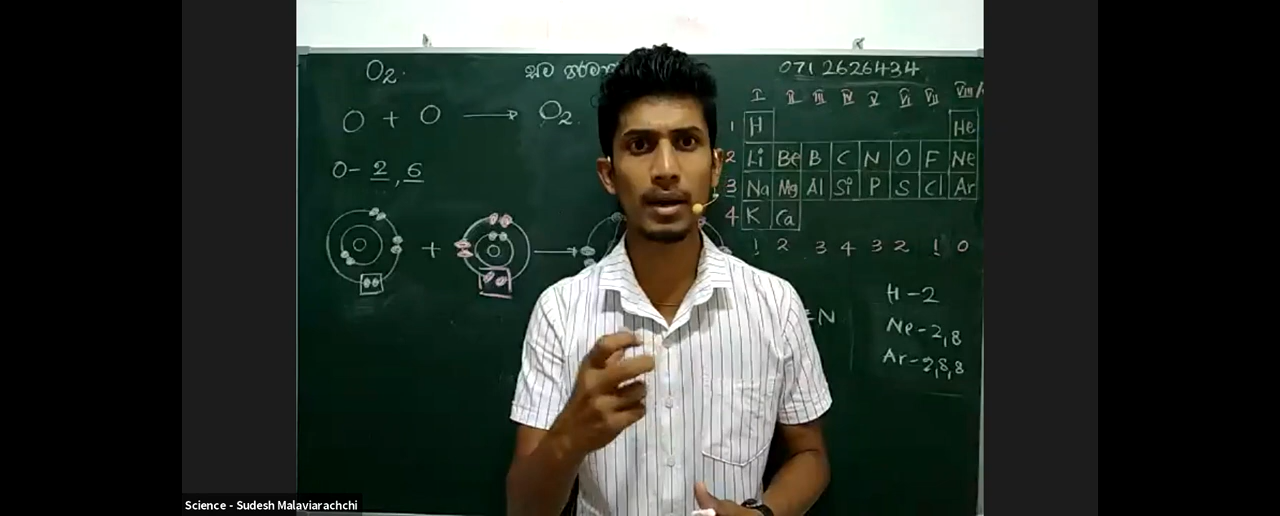 O₂.
සම
071 2626434
O + O → O₂.
O- 2,6
+ →
I II III IV V VI VII VIII/
1 H He
2 Li Be B C N O F Ne
3 Na Mg Al Si P S Cl Ar
4 K Ca
1 2 3 4 3 2 1 0
EN
H - 2
Ne - 2,8
Ar - 2,8,8
Science - Sudesh Malaviarachchi